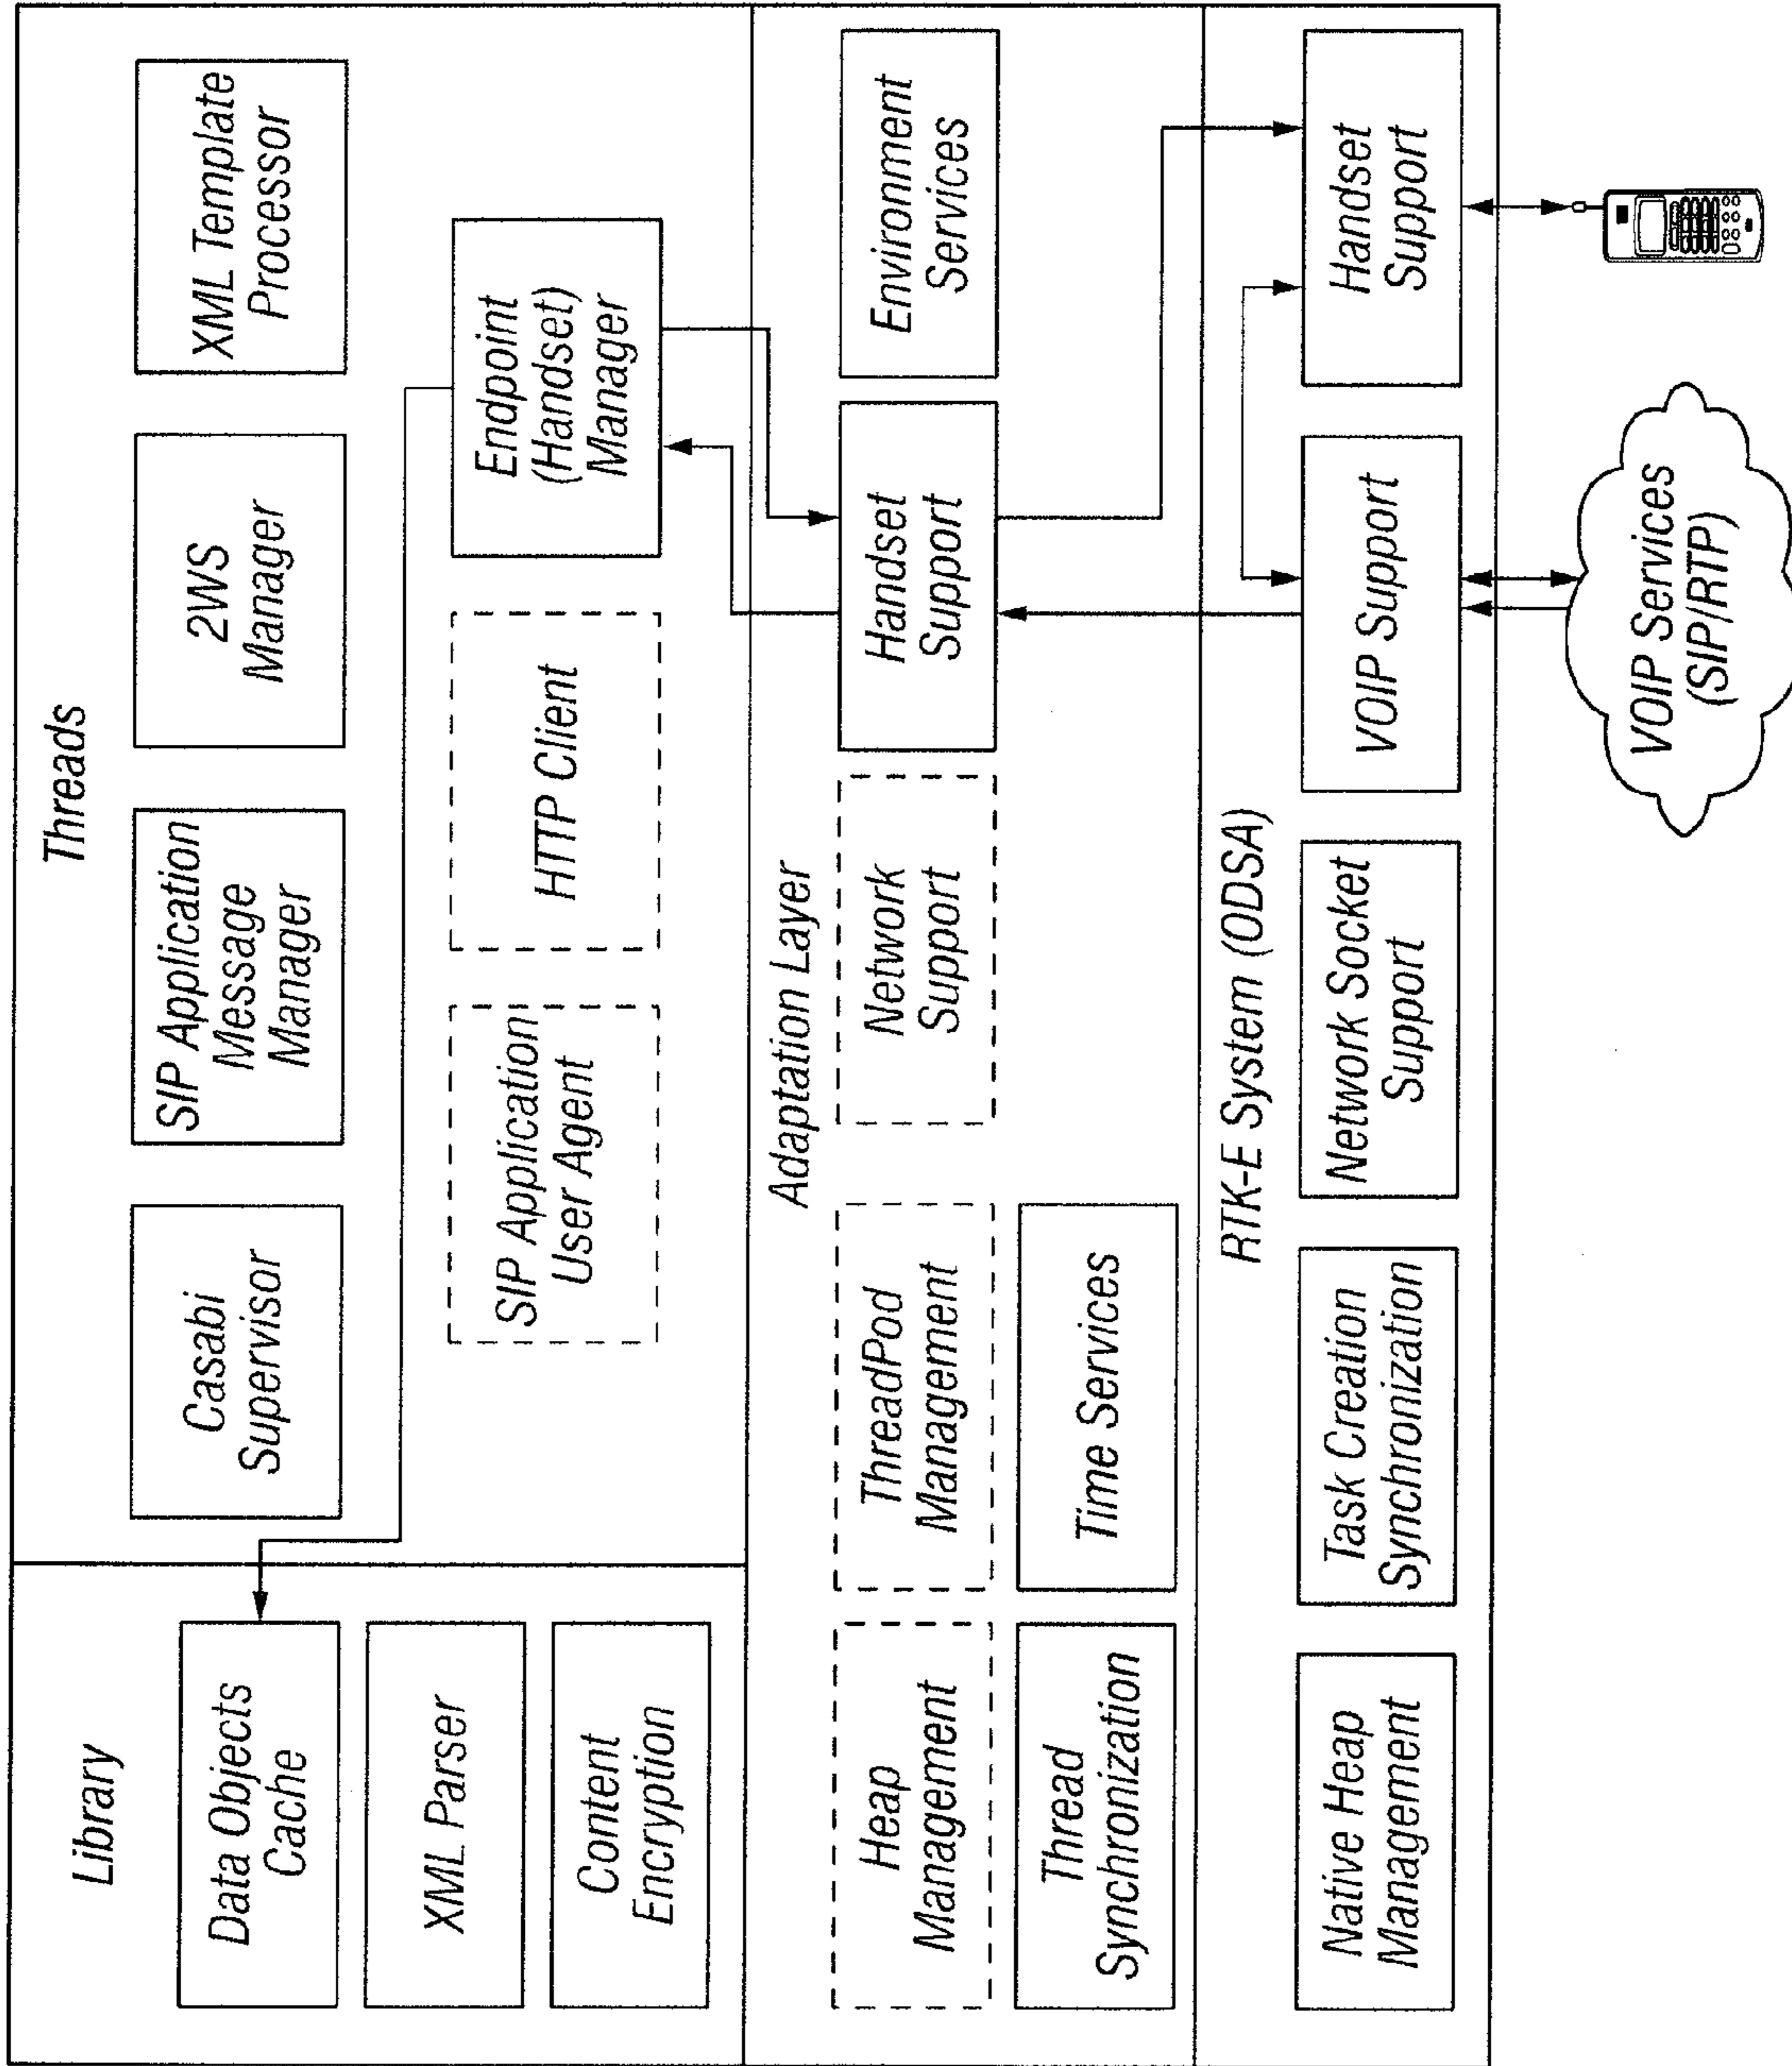 Library
Data Objects
Cache
XML Parser
Content
Encryption
Threads
Casabi
Supervisor
SIP Application
Message
Manager
2WS
Manager
XML Template
Processor
SIP Application
User Agent
HTTP Client
Endpoint
(Handset)
Manager
Adaptation Layer
Heap
Management
ThreadPod
Management
Network
Support
Handset
Support
Environment
Services
Thread
Synchronization
Time Services
RTK-E System (ODSA)
Native Heap
Management
Task Creation
Synchronization
Network Socket
Support
VOIP Support
Handset
Support
VOIP Services
(SIP/RTP)